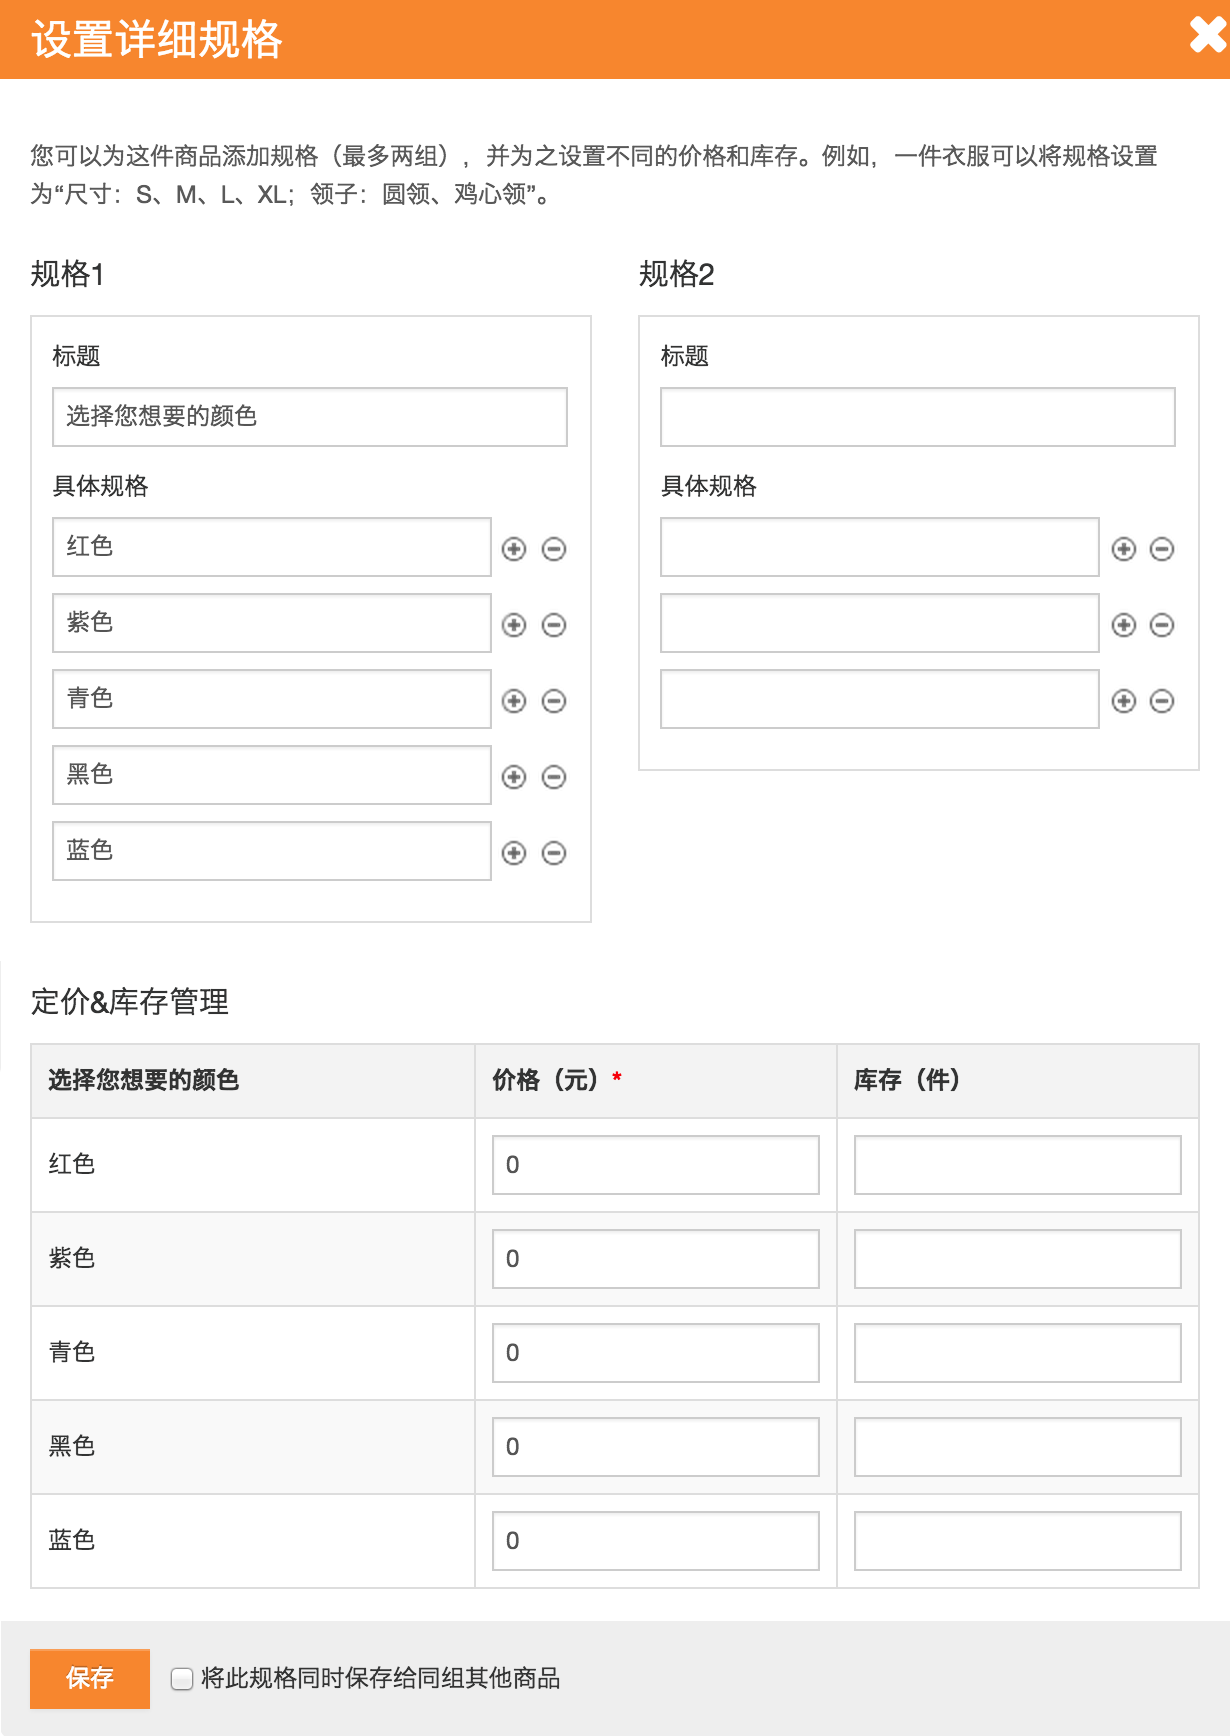 设置详细规格
您可以为这件商品添加规格（最多两组），并为之设置不同的价格和库存。例如，一件衣服可以将规格设置
为“尺寸：S、M、L、XL；领子：圆领、鸡心领”。
规格1
规格2
标题
标题
选择您想要的颜色
具体规格
具体规格
红色
紫色
青色
黑色
蓝色
定价&库存管理
选择您想要的颜色 价格（元）* 库存（件）
红色 0
紫色 0
青色 0
黑色 0
蓝色 0
保存 将此规格同时保存给同组其他商品